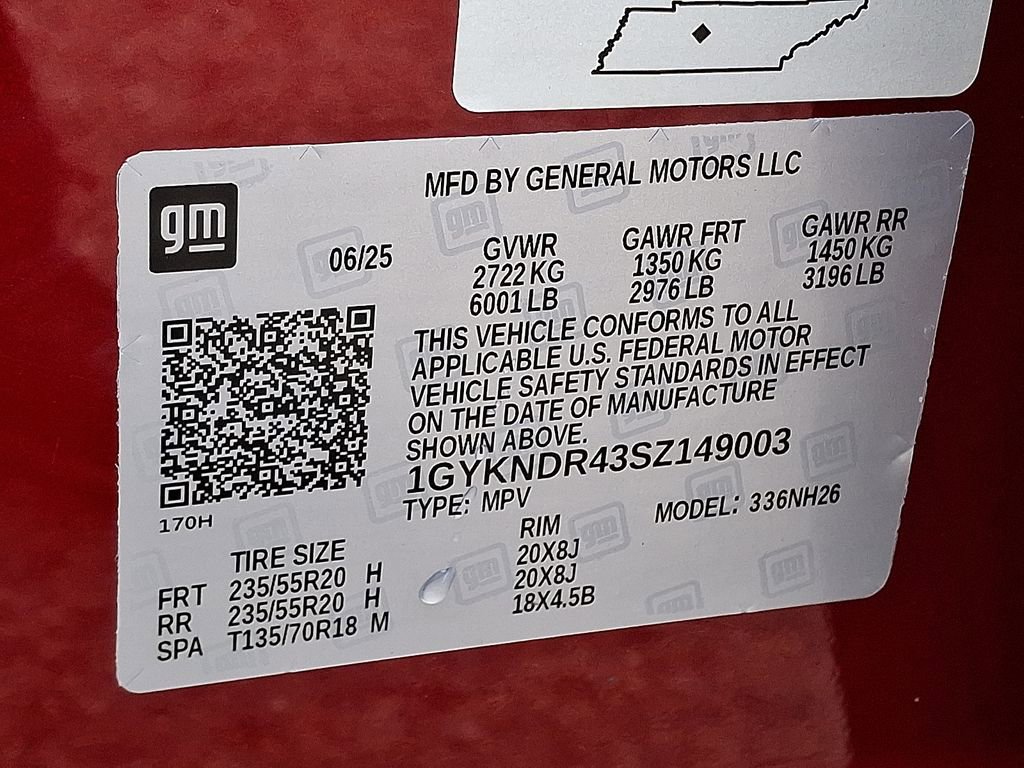 MFD BY GENERAL MOTORS LLC
gm
06/25
GVWR GAWR FRT GAWR RR
2722 KG 1350 KG 1450 KG
6001 LB 2976 LB 3196 LB
THIS VEHICLE CONFORMS TO ALL
APPLICABLE U.S. FEDERAL MOTOR
VEHICLE SAFETY STANDARDS IN EFFECT
ON THE DATE OF MANUFACTURE
SHOWN ABOVE.
1GYKNDR43SZ149003
TYPE: MPV MODEL: 336NH26
170H
TIRE SIZE RIM
FRT 235/55R20 H 20X8J
RR 235/55R20 H 20X8J
SPA T135/70R18 M 18X4.5B